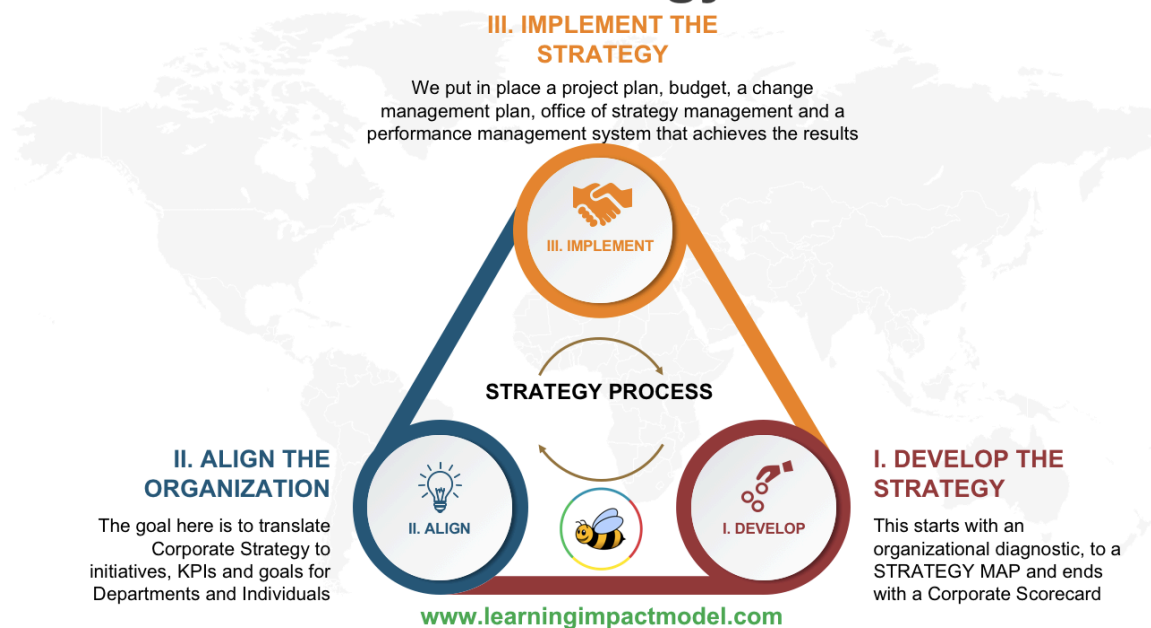 III. IMPLEMENT THE
STRATEGY
We put in place a project plan, budget, a change
management plan, office of strategy management and a
performance management system that achieves the results
III. IMPLEMENT
STRATEGY PROCESS
II. ALIGN THE
ORGANIZATION
The goal here is to translate
Corporate Strategy to
initiatives, KPIs and goals for
Departments and Individuals
II. ALIGN
I. DEVELOP
I. DEVELOP THE
STRATEGY
This starts with an
organizational diagnostic, to a
STRATEGY MAP and ends
with a Corporate Scorecard
www.learningimpactmodel.com